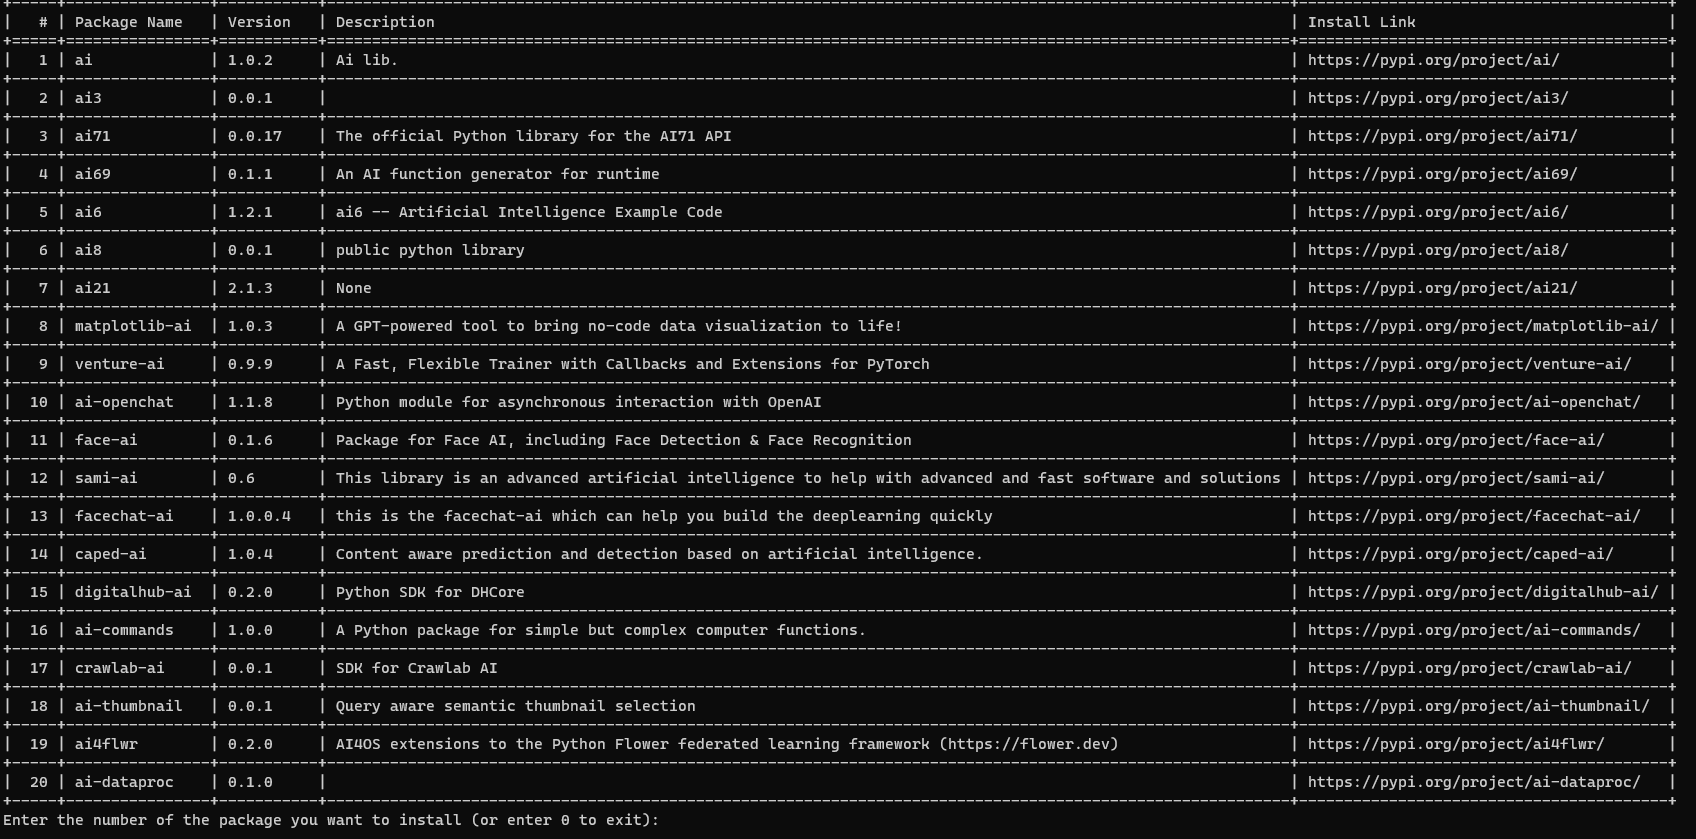 | # | Package Name | Version | Description | Install Link |
| 1 | ai | 1.0.2 | Ai lib. | https://pypi.org/project/ai/ |
| 2 | ai3 | 0.0.1 | | https://pypi.org/project/ai3/ |
| 3 | ai71 | 0.0.17 | The official Python library for the AI71 API | https://pypi.org/project/ai71/ |
| 4 | ai69 | 0.1.1 | An AI function generator for runtime | https://pypi.org/project/ai69/ |
| 5 | ai6 | 1.2.1 | ai6 -- Artificial Intelligence Example Code | https://pypi.org/project/ai6/ |
| 6 | ai8 | 0.0.1 | public python library | https://pypi.org/project/ai8/ |
| 7 | ai21 | 2.1.3 | None | https://pypi.org/project/ai21/ |
| 8 | matplotlib-ai | 1.0.3 | A GPT-powered tool to bring no-code data visualization to life! | https://pypi.org/project/matplotlib-ai/ |
| 9 | venture-ai | 0.9.9 | A Fast, Flexible Trainer with Callbacks and Extensions for PyTorch | https://pypi.org/project/venture-ai/ |
| 10 | ai-openchat | 1.1.8 | Python module for asynchronous interaction with OpenAI | https://pypi.org/project/ai-openchat/ |
| 11 | face-ai | 0.1.6 | Package for Face AI, including Face Detection & Face Recognition | https://pypi.org/project/face-ai/ |
| 12 | sami-ai | 0.6 | This library is an advanced artificial intelligence to help with advanced and fast software and solutions | https://pypi.org/project/sami-ai/ |
| 13 | facechat-ai | 1.0.0.4 | this is the facechat-ai which can help you build the deeplearning quickly | https://pypi.org/project/facechat-ai/ |
| 14 | caped-ai | 1.0.4 | Content aware prediction and detection based on artificial intelligence. | https://pypi.org/project/caped-ai/ |
| 15 | digitalhub-ai | 0.2.0 | Python SDK for DHCore | https://pypi.org/project/digitalhub-ai/ |
| 16 | ai-commands | 1.0.0 | A Python package for simple but complex computer functions. | https://pypi.org/project/ai-commands/ |
| 17 | crawlab-ai | 0.0.1 | SDK for Crawlab AI | https://pypi.org/project/crawlab-ai/ |
| 18 | ai-thumbnail | 0.0.1 | Query aware semantic thumbnail selection | https://pypi.org/project/ai-thumbnail/ |
| 19 | ai4flwr | 0.2.0 | AI4OS extensions to the Python Flower federated learning framework (https://flower.dev) | https://pypi.org/project/ai4flwr/ |
| 20 | ai-dataproc | 0.1.0 | | https://pypi.org/project/ai-dataproc/ |
Enter the number of the package you want to install (or enter 0 to exit):